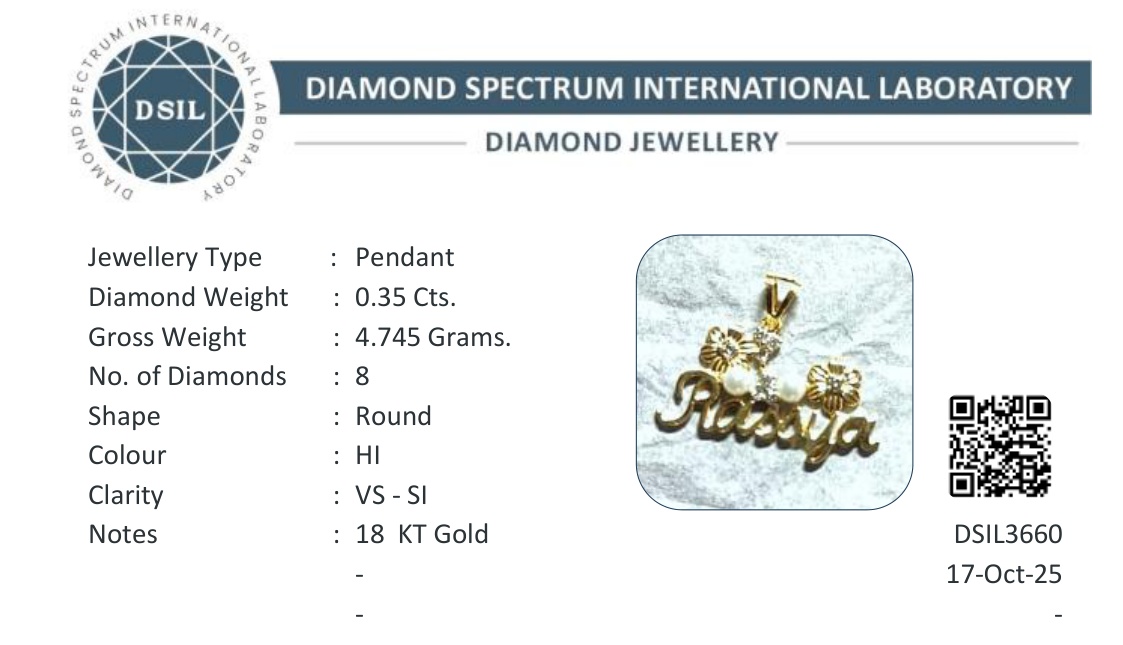 DIAMOND SPECTRUM INTERNATIONAL LABORATORY
DSIL
DIAMOND SPECTRUM INTERNATIONAL LABORATORY
DIAMOND JEWELLERY
Jewellery Type : Pendant
Diamond Weight : 0.35 Cts.
Gross Weight : 4.745 Grams.
No. of Diamonds : 8
Shape : Round
Colour : HI
Clarity : VS - SI
Notes : 18 KT Gold
-
-
Rassya
DSIL3660
17-Oct-25
-